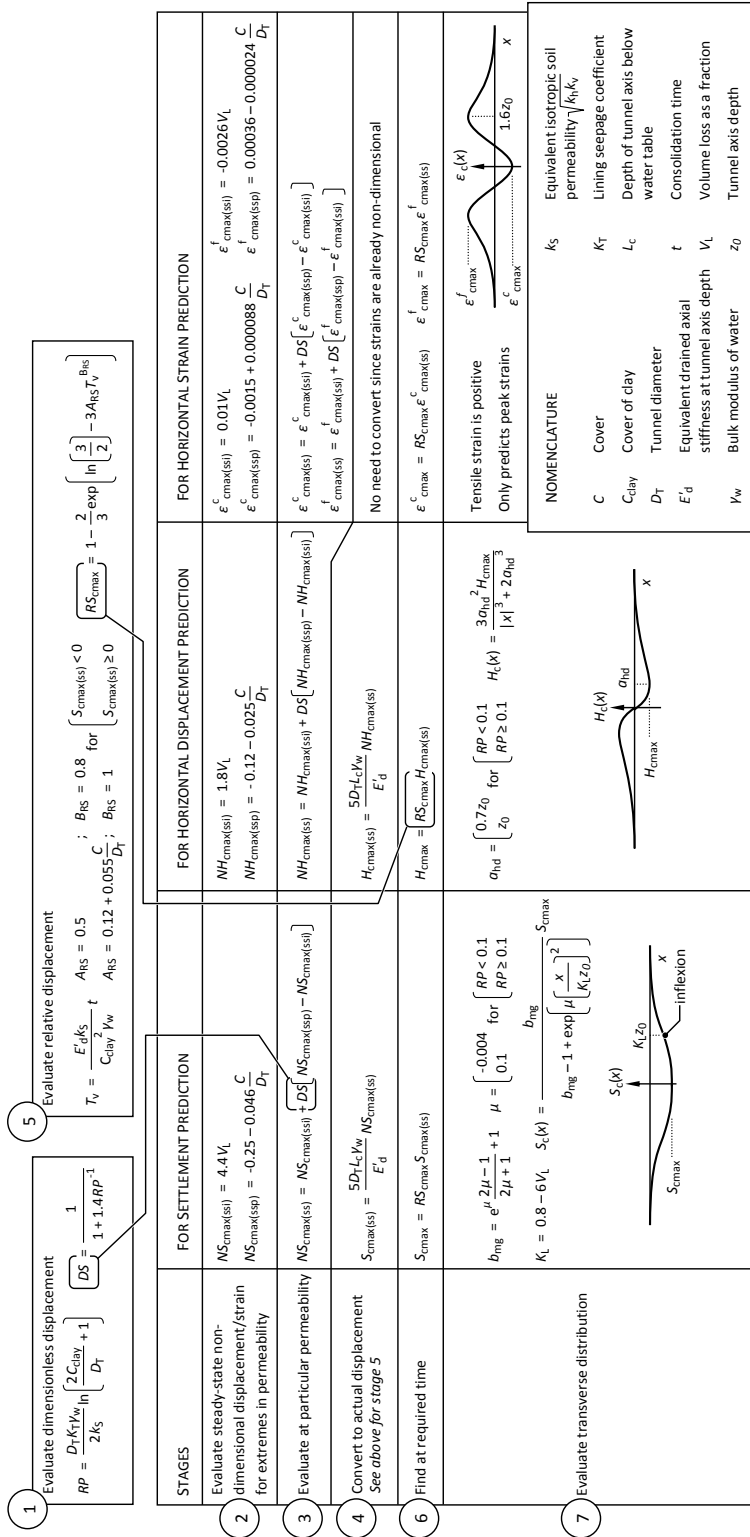 1
Evaluate dimensionless displacement
RP = D_T K_T γ_w / 2k_s ln [ 2C_clay / D_T + 1 ]
DS = 1 / (1 + 1.4RP^-1)
5
Evaluate relative displacement
T_v = E'_d k_s / (C_clay^2 γ_w) t
A_RS = 0.5 ; B_RS = 0.8 for { S_cmax(ss) < 0
A_RS = 0.12 + 0.055 C/D_T ; B_RS = 1 { S_cmax(ss) ≥ 0
RS_cmax = 1 – 2/3 exp [ ln [ 3/2 ] – 3A_RS T_v^B_RS ]
STAGES
FOR SETTLEMENT PREDICTION
FOR HORIZONTAL DISPLACEMENT PREDICTION
FOR HORIZONTAL STRAIN PREDICTION
2
Evaluate steady-state non-
dimensional displacement/strain
for extremes in permeability
NS_cmax(ssi) = 4.4V_L
NS_cmax(ssp) = -0.25 – 0.046 C/D_T
NH_cmax(ssi) = 1.8V_L
NH_cmax(ssp) = - 0.12 – 0.025 C/D_T
ε^c_cmax(ssi) = 0.01V_L
ε^c_cmax(ssp) = -0.0015 + 0.000088 C/D_T
ε^f_cmax(ssi) = -0.0026V_L
ε^f_cmax(ssp) = 0.00036 – 0.000024 C/D_T
3
Evaluate at particular permeability
NS_cmax(ss) = NS_cmax(ssi) + DS [ NS_cmax(ssp) – NS_cmax(ssi) ]
NH_cmax(ss) = NH_cmax(ssi) + DS [ NH_cmax(ssp) – NH_cmax(ssi) ]
ε^c_cmax(ss) = ε^c_cmax(ssi) + DS [ ε^c_cmax(ssp) – ε^c_cmax(ssi) ]
ε^f_cmax(ss) = ε^f_cmax(ssi) + DS [ ε^f_cmax(ssp) – ε^f_cmax(ssi) ]
4
Convert to actual displacement
See above for stage 5
S_cmax(ss) = 5D_T L_c γ_w / E'_d NS_cmax(ss)
H_cmax(ss) = 5D_T L_c γ_w / E'_d NH_cmax(ss)
No need to convert since strains are already non-dimensional
6
Find at required time
S_cmax = RS_cmax S_cmax(ss)
H_cmax = RS_cmax H_cmax(ss)
ε^c_cmax = RS_cmax ε^c_cmax(ss)
ε^f_cmax = RS_cmax ε^f_cmax(ss)
7
Evaluate transverse distribution
b_mg = e^μ (2μ – 1) / (2μ + 1) + 1
μ = { -0.004 for { RP < 0.1
0.1 { RP ≥ 0.1
K_L = 0.8 – 6V_L
S_c(x) = b_mg / (b_mg – 1 + exp [ μ [ x / K_L z_0 ]^2 ]) S_cmax
S_c(x)
K_L z_0
x
S_cmax
inflexion
a_hd = { 0.7z_0 for { RP < 0.1
z_0 { RP ≥ 0.1
H_c(x) = 3a_hd^2 H_cmax / (|x|^3 + 2a_hd^3)
H_c(x)
a_hd
x
H_cmax
Tensile strain is positive
Only predicts peak strains
ε^f_cmax
ε_c(x)
1.6z_0
x
ε^c_cmax
NOMENCLATURE
C Cover
C_clay Cover of clay
D_T Tunnel diameter
E'_d Equivalent drained axial
stiffness at tunnel axis depth
γ_w Bulk modulus of water
k_s Equivalent isotropic soil
permeability √k_h k_v
K_T Lining seepage coefficient
L_c Depth of tunnel axis below
water table
t Consolidation time
V_L Volume loss as a fraction
z_0 Tunnel axis depth